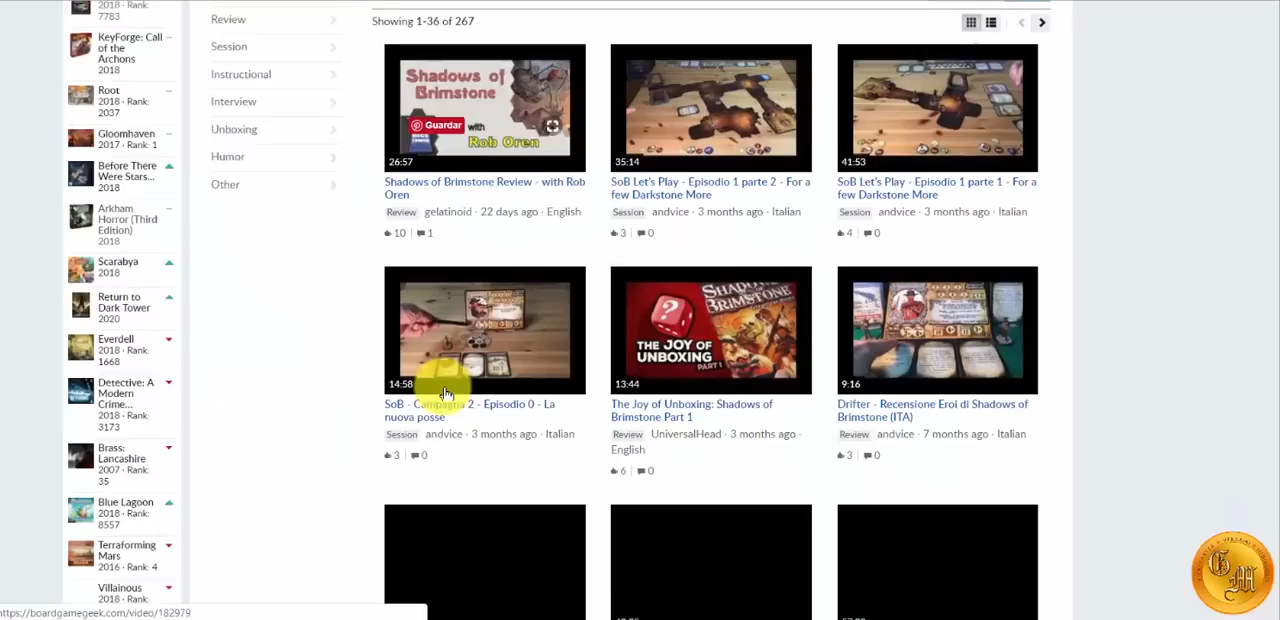 2018 · Rank:
7783
KeyForge: Call
of the
Archons
2018
Root
2018 · Rank:
2037
Gloomhaven
2017 · Rank: 1
Before There
Were Stars...
2018
Arkham
Horror (Third
Edition)
2018
Scarabya
2018
Return to
Dark Tower
2020
Everdell
2018 · Rank:
1668
Detective: A
Modern
Crime...
2018 · Rank:
3173
Brass:
Lancashire
2007 · Rank:
35
Blue Lagoon
2018 · Rank:
8557
Terraforming
Mars
2016 · Rank: 4
Villainous
2018 · Rank:
Review
Session
Instructional
Interview
Unboxing
Humor
Other
Showing 1-36 of 267
Shadows of
Brimstone
Guardar
with
Rob Oren
26:57
35:14
41:53
Shadows of Brimstone Review - with Rob
Oren
Review gelatinoid · 22 days ago · English
10 | 1
SoB Let's Play - Episodio 1 parte 2 - For a
few Darkstone More
Session andvice · 3 months ago · Italian
3 | 0
SoB Let's Play - Episodio 1 parte 1 - For a
few Darkstone More
Session andvice · 3 months ago · Italian
4 | 0
SHADOWS
BRIMSTONE
?
THE JOY OF
UNBOXING
PART 1
14:58
13:44
9:16
SoB - Campagna 2 - Episodio 0 - La
nuova posse
Session andvice · 3 months ago · Italian
3 | 0
The Joy of Unboxing: Shadows of
Brimstone Part 1
Review UniversalHead · 3 months ago ·
English
6 | 0
Drifter - Recensione Eroi di Shadows of
Brimstone (ITA)
Review andvice · 7 months ago · Italian
3 | 0
https://boardgamegeek.com/video/182979
G M